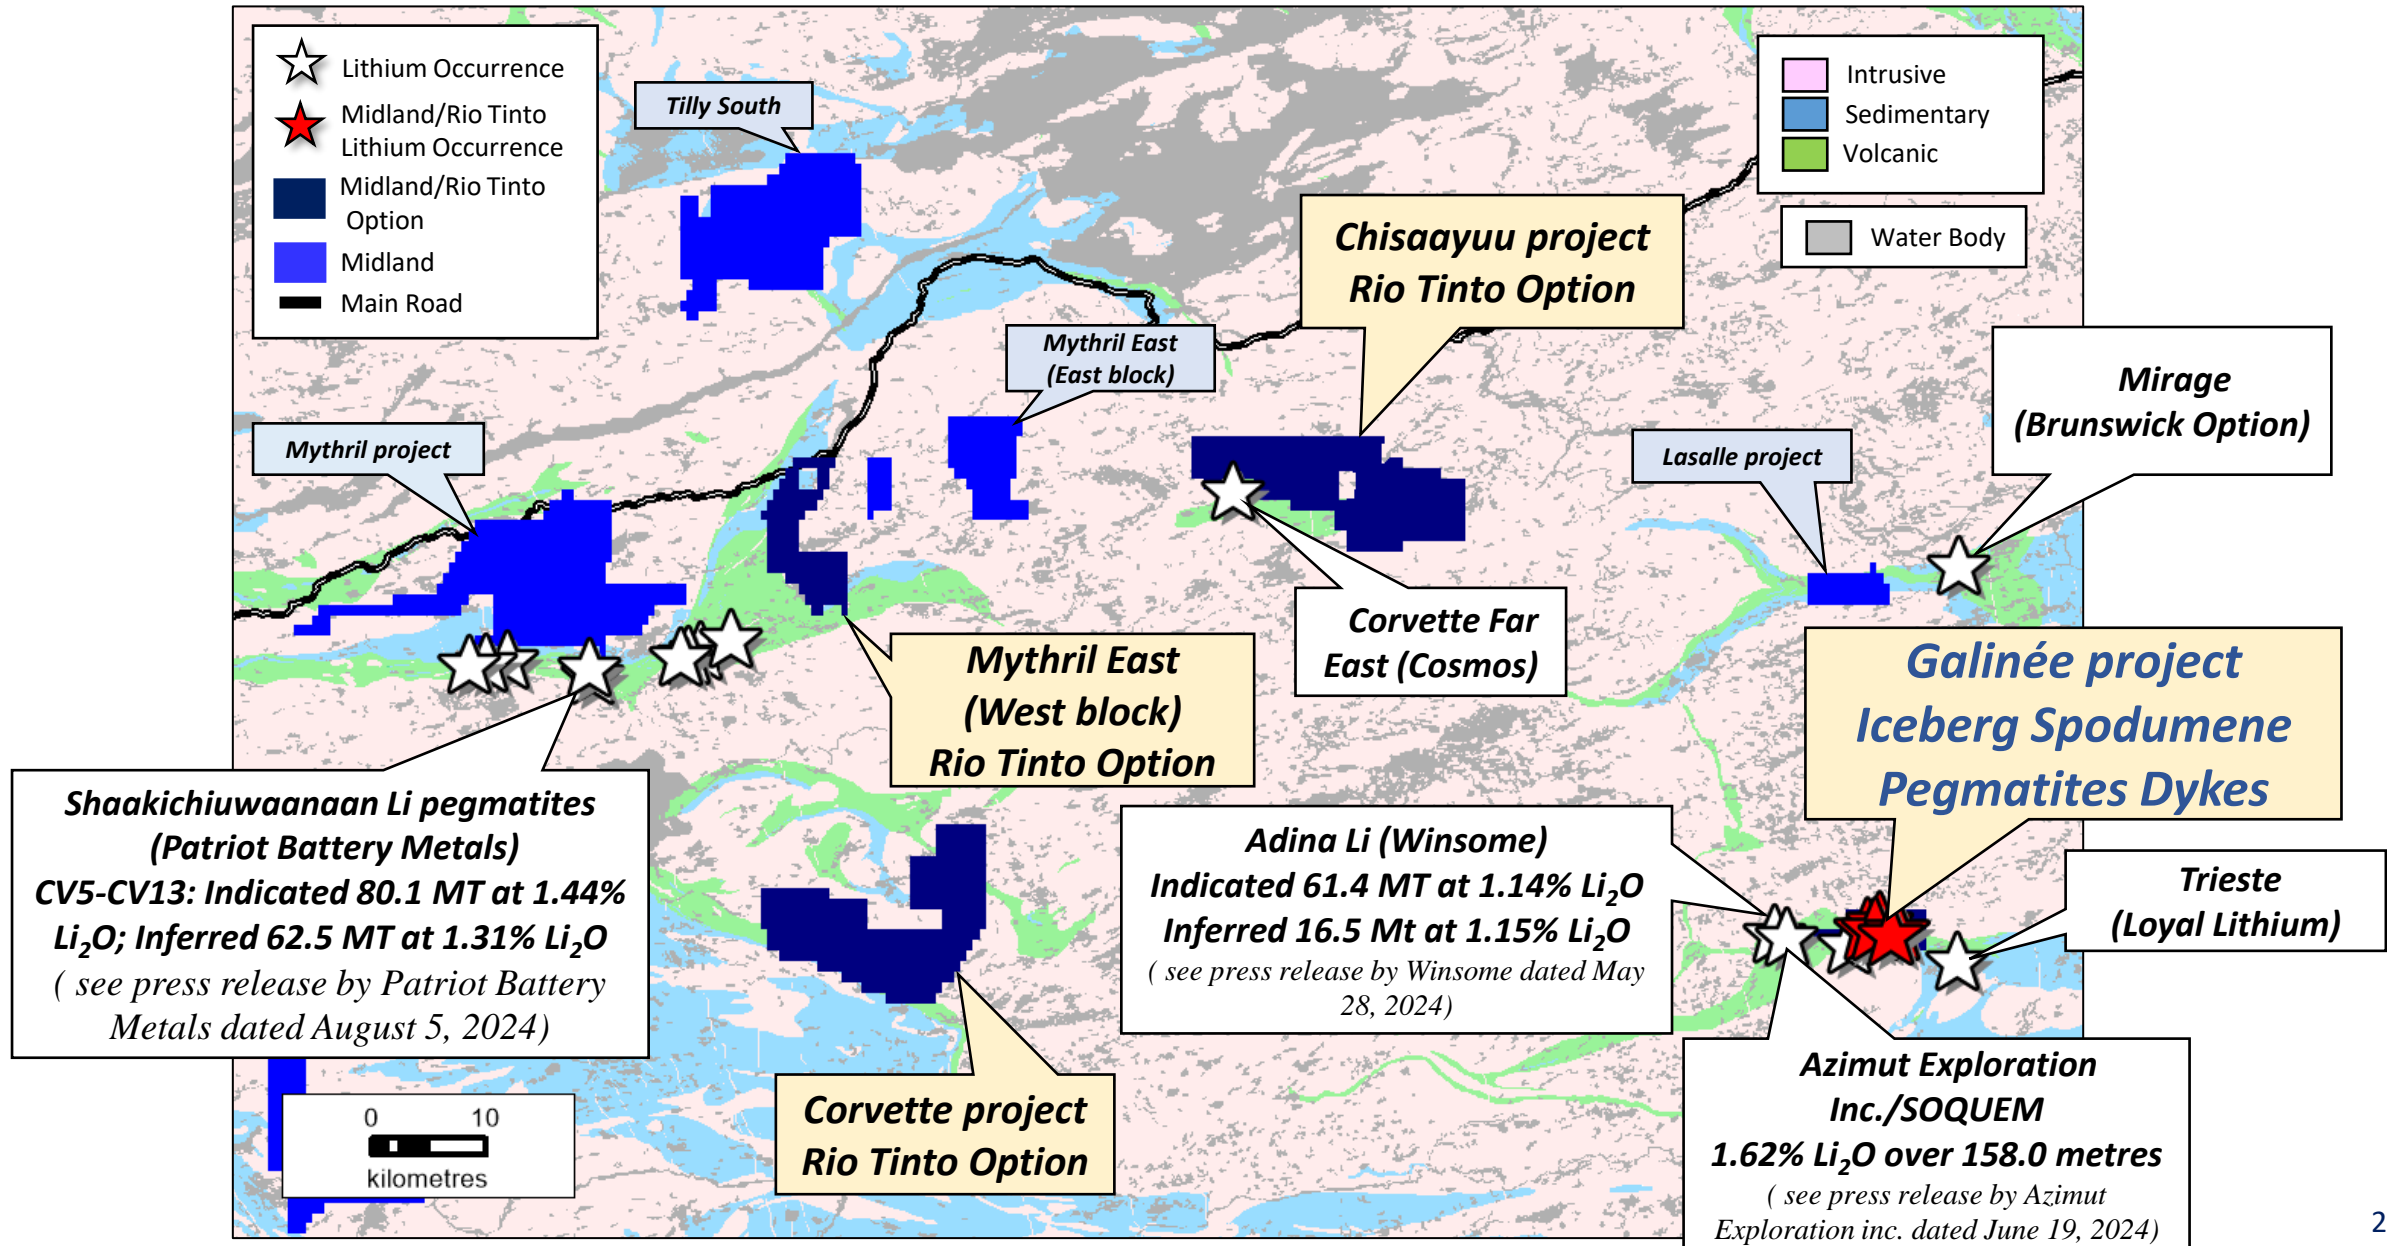 Lithium Occurrence
Midland/Rio Tinto
Lithium Occurrence
Midland/Rio Tinto
Option
Midland
Main Road
Tilly South
Intrusive
Sedimentary
Volcanic
Water Body
Chisaayuu project
Rio Tinto Option
Mythril East
(East block)
Mirage
(Brunswick Option)
Mythril project
Lasalle project
Corvette Far
East (Cosmos)
Mythril East
(West block)
Rio Tinto Option
Galinée project
Iceberg Spodumene
Pegmatites Dykes
Shaakichiuwaanaan Li pegmatites
(Patriot Battery Metals)
CV5-CV13: Indicated 80.1 MT at 1.44%
Li₂O; Inferred 62.5 MT at 1.31% Li₂O
( see press release by Patriot Battery
Metals dated August 5, 2024)
Adina Li (Winsome)
Indicated 61.4 MT at 1.14% Li₂O
Inferred 16.5 Mt at 1.15% Li₂O
( see press release by Winsome dated May
28, 2024)
Trieste
(Loyal Lithium)
Corvette project
Rio Tinto Option
Azimut Exploration
Inc./SOQUEM
1.62% Li₂O over 158.0 metres
( see press release by Azimut
Exploration inc. dated June 19, 2024)
0 10
kilometres
2